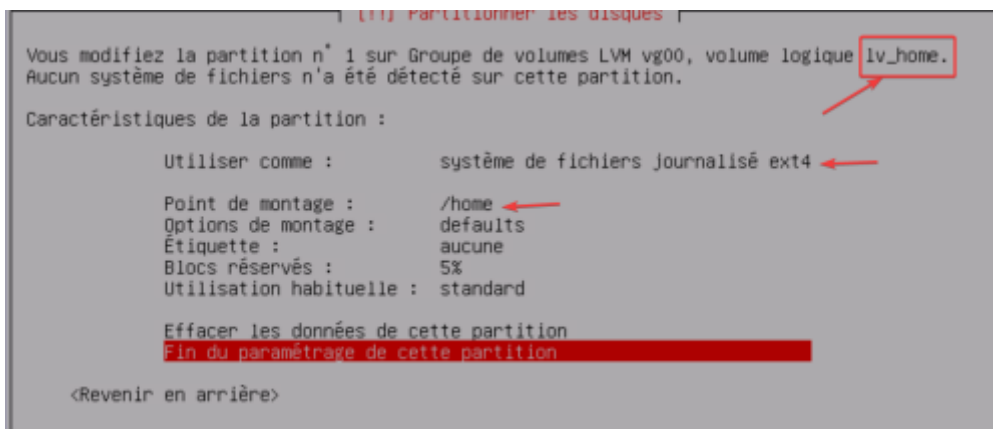 [!!] Partitionner les disques
Vous modifiez la partition n° 1 sur Groupe de volumes LVM vg00, volume logique lv_home.
Aucun système de fichiers n'a été détecté sur cette partition.
Caractéristiques de la partition :
Utiliser comme : système de fichiers journalisé ext4
Point de montage : /home
Options de montage : defaults
Étiquette : aucune
Blocs réservés : 5%
Utilisation habituelle : standard
Effacer les données de cette partition
Fin du paramétrage de cette partition
<Revenir en arrière>